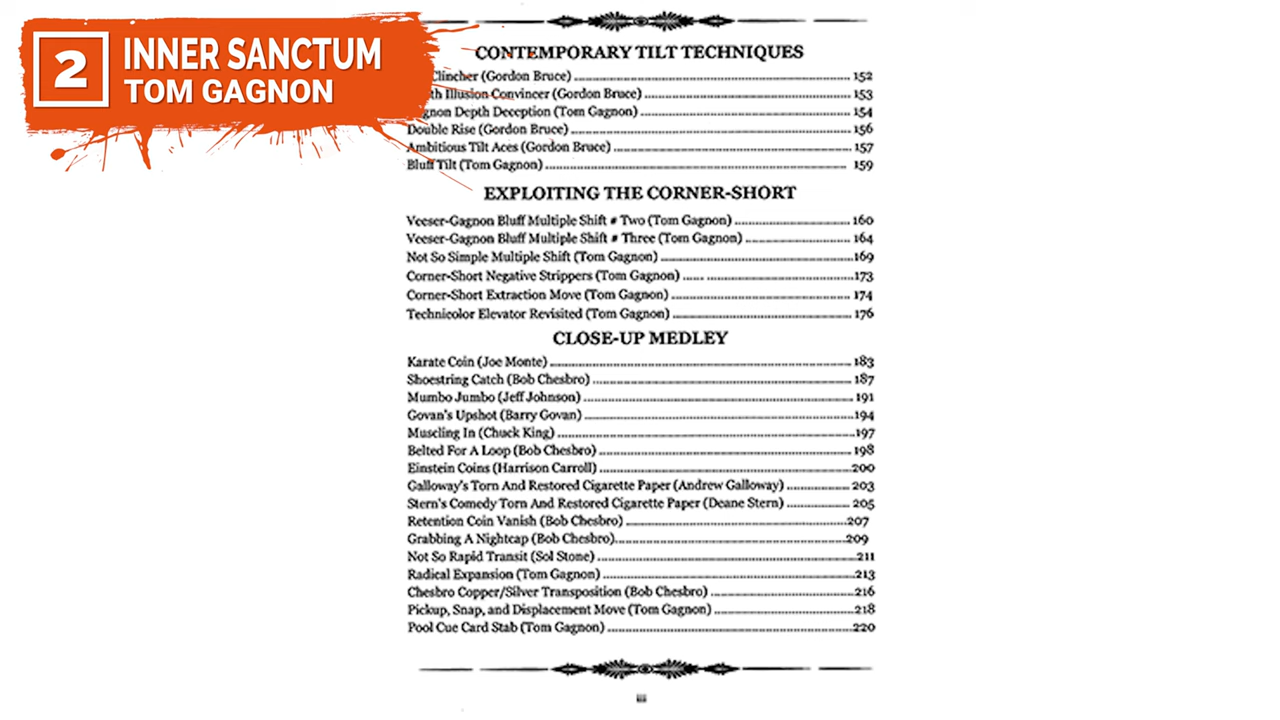 2
INNER SANCTUM
TOM GAGNON
CONTEMPORARY TILT TECHNIQUES
Clincher (Gordon Bruce) 152
Illusion Convincer (Gordon Bruce) 153
Depth Deception (Tom Gagnon) 154
Double Rise (Gordon Bruce) 156
Ambitious Tilt Aces (Gordon Bruce) 157
Bluff Tilt (Tom Gagnon) 159
EXPLOITING THE CORNER-SHORT
Veeser-Gagnon Bluff Multiple Shift # Two (Tom Gagnon) 160
Veeser-Gagnon Bluff Multiple Shift # Three (Tom Gagnon) 164
Not So Simple Multiple Shift (Tom Gagnon) 169
Corner-Short Negative Strippers (Tom Gagnon) 173
Corner-Short Extraction Move (Tom Gagnon) 174
Technicolor Elevator Revisited (Tom Gagnon) 176
CLOSE-UP MEDLEY
Karate Coin (Joe Monte) 183
Shoestring Catch (Bob Chesbro) 187
Mumbo Jumbo (Jeff Johnson) 191
Govan's Upshot (Barry Govan) 194
Muscling In (Chuck King) 197
Belted For A Loop (Bob Chesbro) 198
Einstein Coins (Harrison Carroll) 200
Galloway's Torn And Restored Cigarette Paper (Andrew Galloway) 203
Stern's Comedy Torn And Restored Cigarette Paper (Deane Stern) 205
Retention Coin Vanish (Bob Chesbro) 207
Grabbing A Nightcap (Bob Chesbro) 209
Not So Rapid Transit (Sol Stone) 211
Radical Expansion (Tom Gagnon) 213
Chesbro Copper/Silver Transposition (Bob Chesbro) 216
Pickup, Snap, and Displacement Move (Tom Gagnon) 218
Pool Cue Card Stab (Tom Gagnon) 220